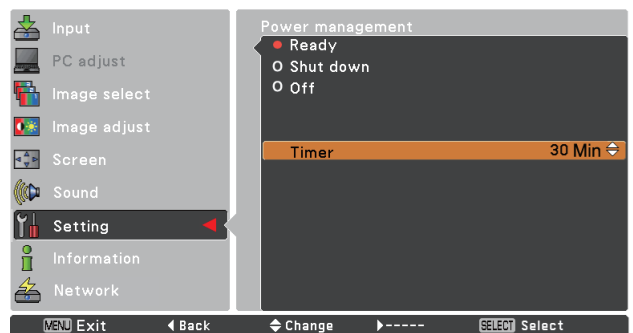 Input
PC adjust
Image select
Image adjust
Screen
Sound
Setting
Information
Network
Power management
Ready
Shut down
Off
Timer 30 Min
MENU Exit Back Change ----- SELECT Select